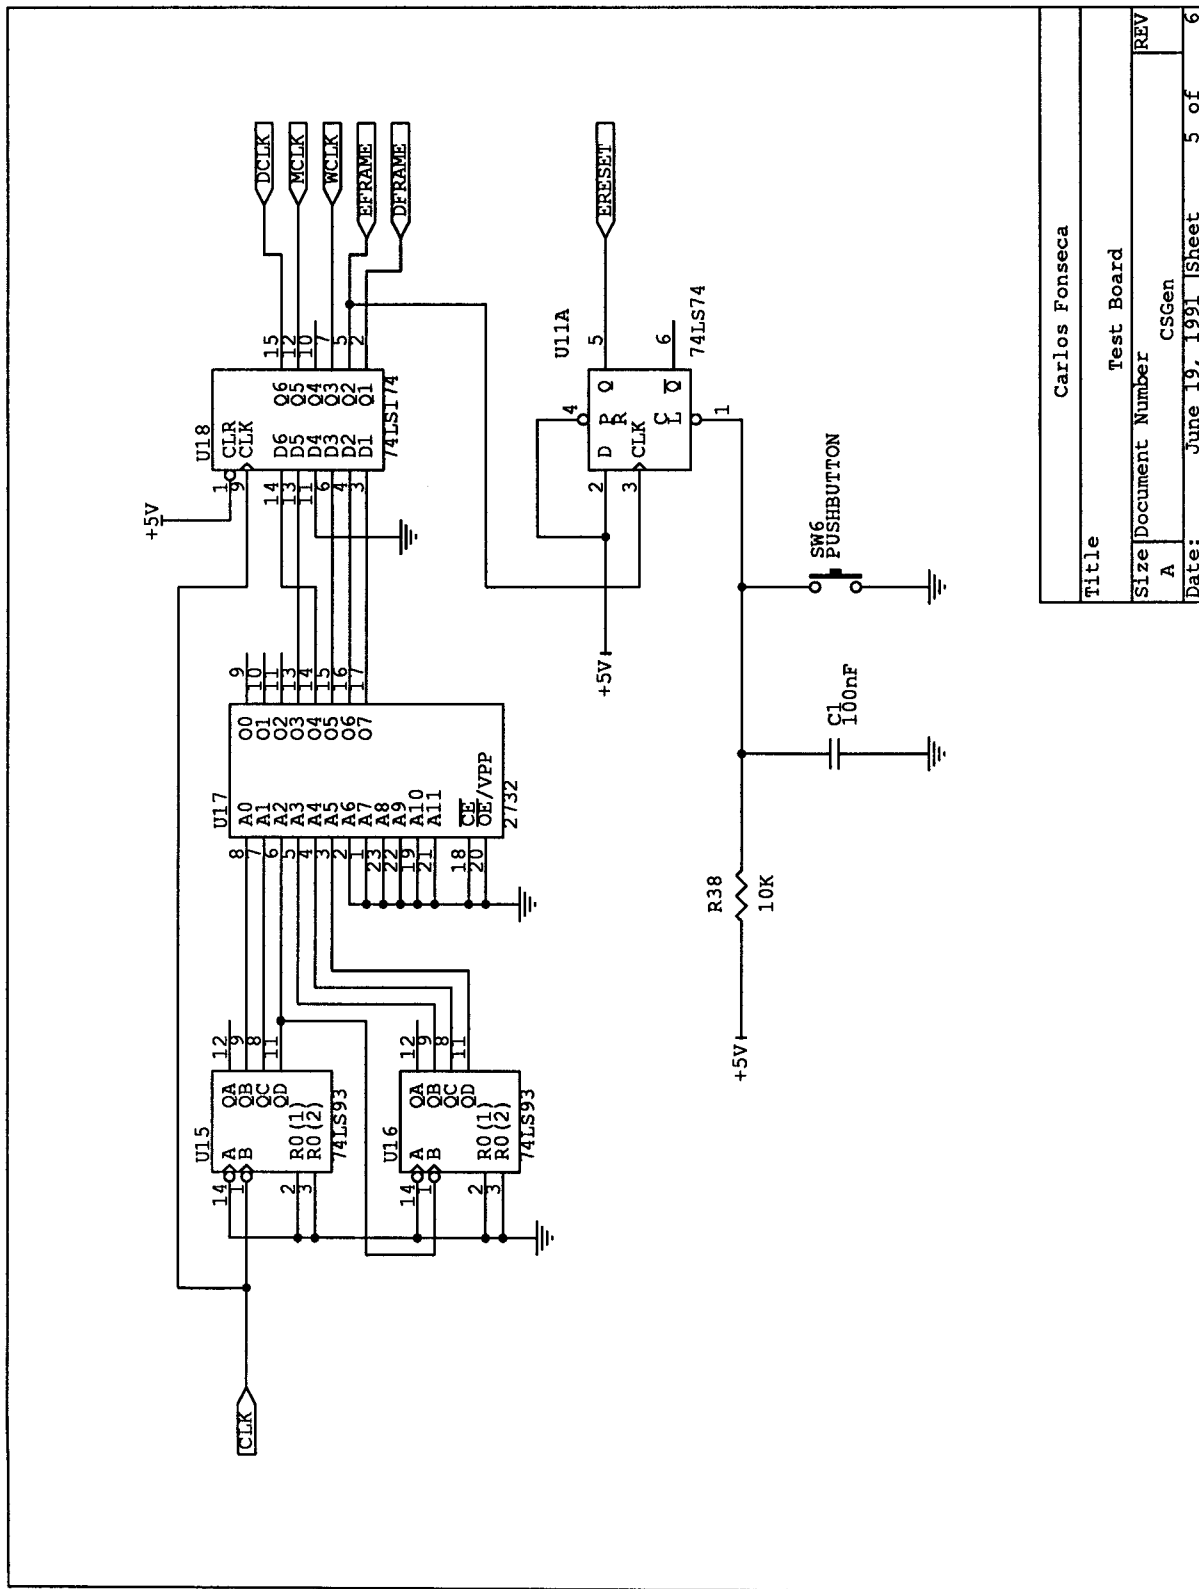 CLK
U15
A
B
R0(1)
R0(2)
QA
QB
QC
QD
14
1
2
3
12
9
8
11
74LS93
U16
A
B
R0(1)
R0(2)
QA
QB
QC
QD
14
1
2
3
12
9
8
11
74LS93
U17
8 A0 O0 9
7 A1 O1 10
6 A2 O2 11
5 A3 O3 13
4 A4 O4 14
3 A5 O5 15
2 A6 O6 16
1 A7 O7 17
23 A8
22 A9
19 A10
21 A11
18 CE
20 OE/VPP
2732
+5V
U18
1 CLR
9 CLK
14 D6 Q6 15
13 D5 Q5 12
11 D4 Q4 10
6 D3 Q3 7
4 D2 Q2 5
3 D1 Q1 2
74LS174
DCLK
MCLK
WCLK
EFRAME
DFRAME
+5V
U11A
4
2 D PR Q 5
3 CLK
CL Q 6
1
74LS74
ERESET
+5V
R38
10K
C1
100nF
SW6
PUSHBUTTON
Carlos Fonseca
Title
Test Board
Size Document Number REV
A CSGen
Date: June 19, 1991 Sheet 5 of 6